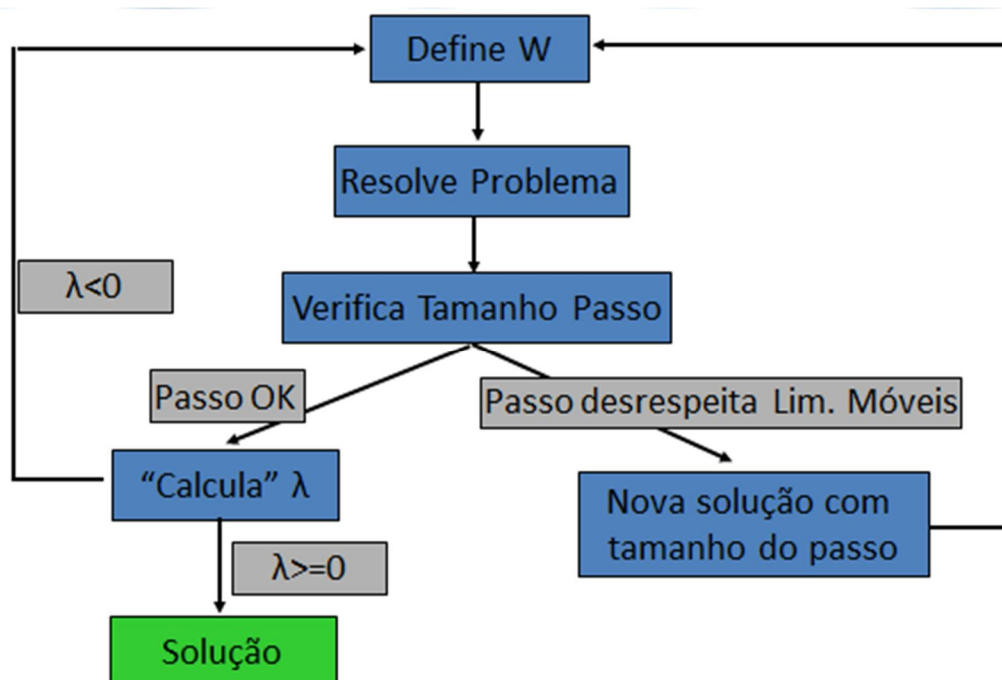 Define W
Resolve Problema
λ<0
Verifica Tamanho Passo
Passo OK
Passo desrespeita Lim. Móveis
“Calcula” λ
Nova solução com
tamanho do passo
λ>=0
Solução